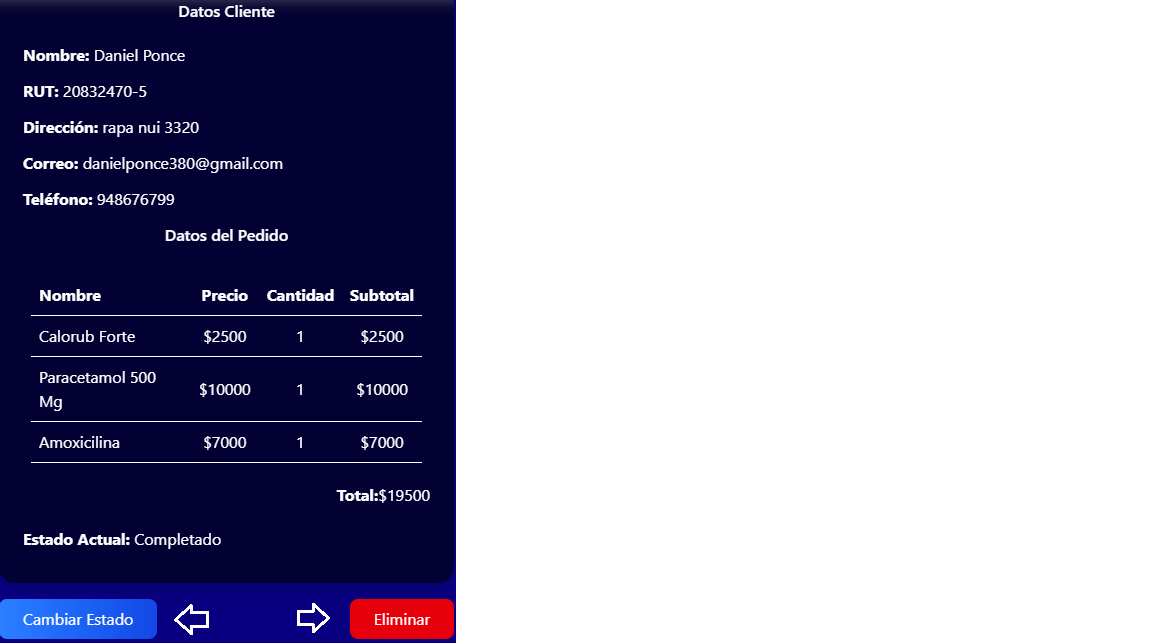 Datos Cliente
Nombre: Daniel Ponce
RUT: 20832470-5
Dirección: rapa nui 3320
Correo: danielponce380@gmail.com
Teléfono: 948676799
Datos del Pedido
Nombre Precio Cantidad Subtotal
Calorub Forte $2500 1 $2500
Paracetamol 500
Mg $10000 1 $10000
Amoxicilina $7000 1 $7000
Total:$19500
Estado Actual: Completado
Cambiar Estado Eliminar